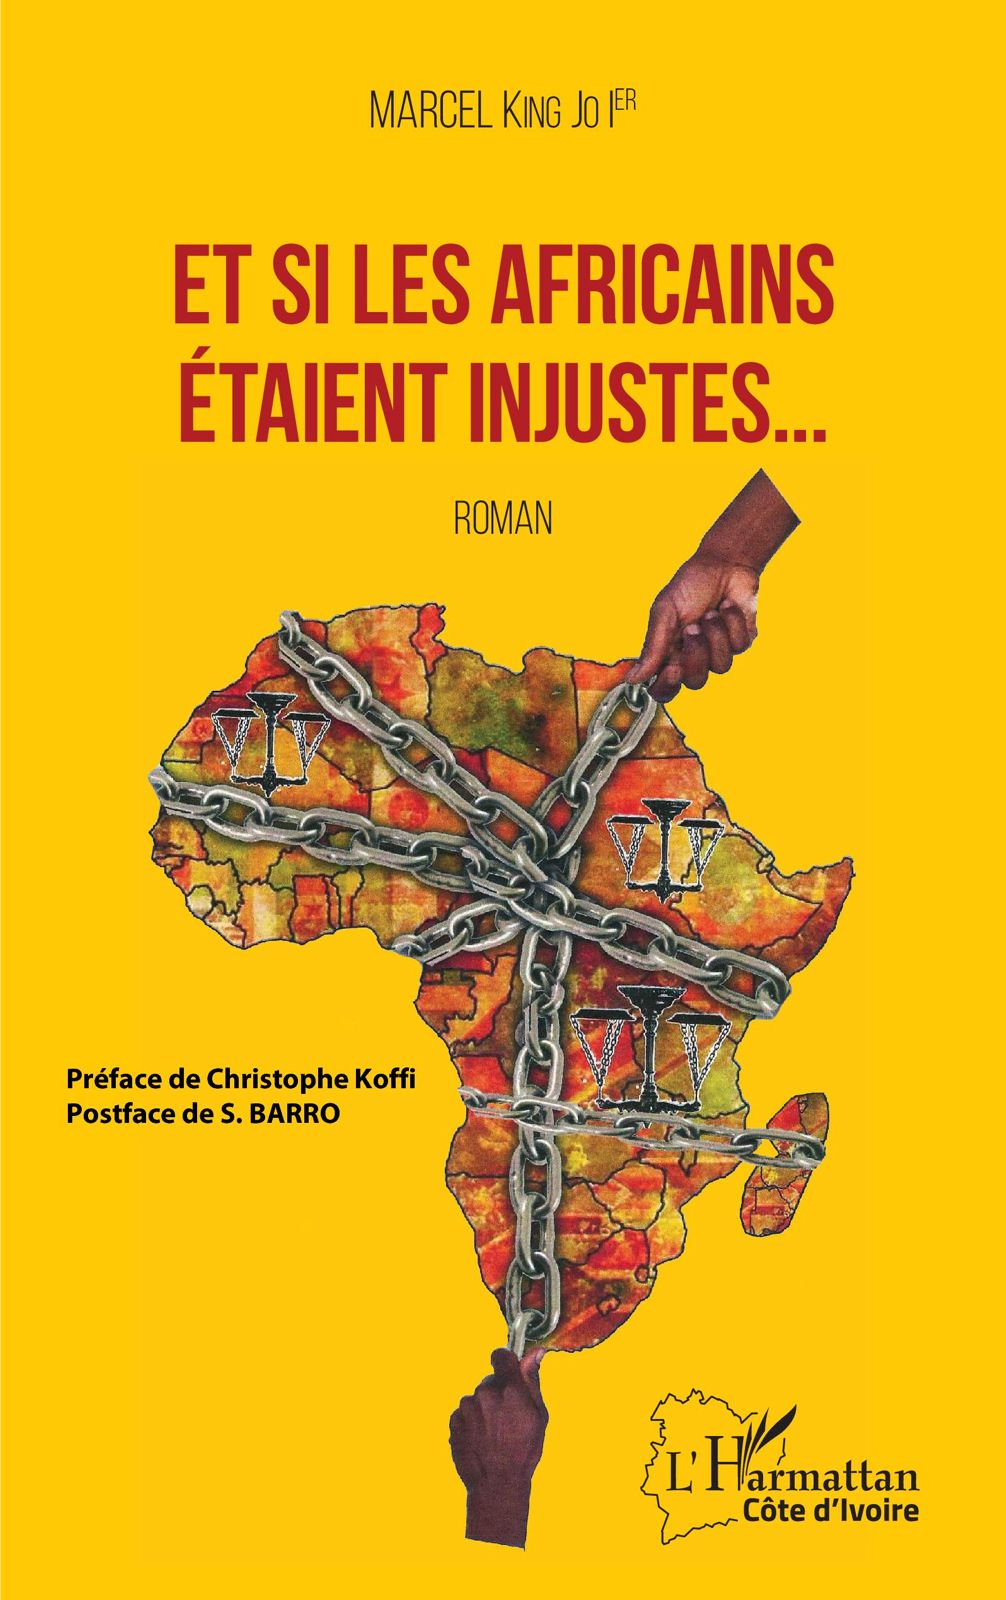 MARCEL KING JO IER
ET SI LES AFRICAINS
ÉTAIENT INJUSTES...
ROMAN
Préface de Christophe Koffi
Postface de S. BARRO
L'Harmattan
Côte d'Ivoire